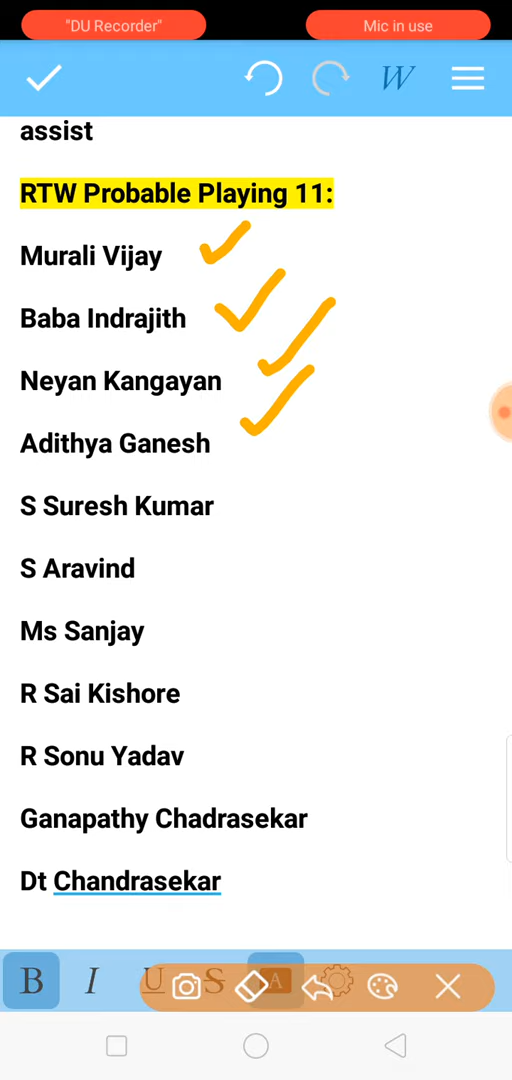 "DU Recorder" Mic in use
W
assist
RTW Probable Playing 11:
Murali Vijay
Baba Indrajith
Neyan Kangayan
Adithya Ganesh
S Suresh Kumar
S Aravind
Ms Sanjay
R Sai Kishore
R Sonu Yadav
Ganapathy Chadrasekar
Dt Chandrasekar
B I U S A